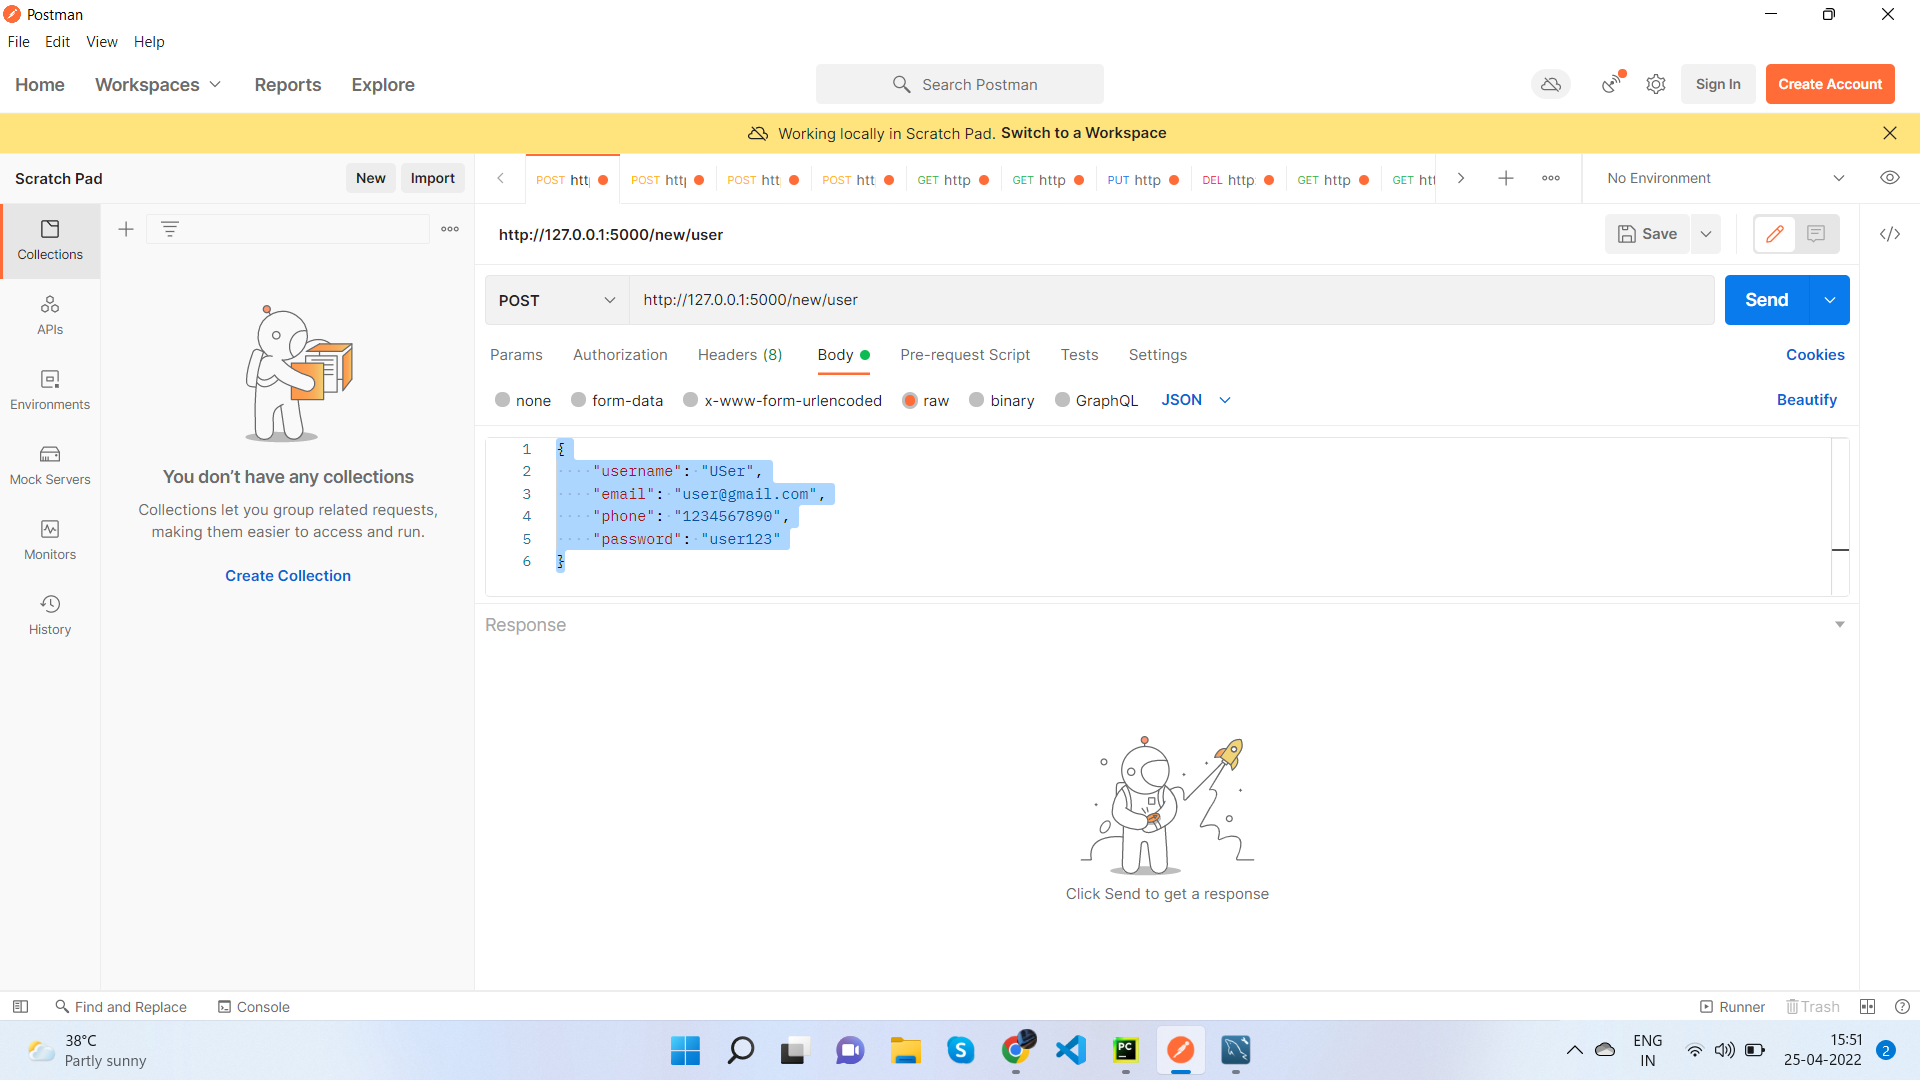 Postman
File Edit View Help
Home Workspaces Reports Explore
Search Postman
Sign In
Create Account
Working locally in Scratch Pad. Switch to a Workspace
Scratch Pad
New
Import
POST htt
POST http
POST htt
POST htt
GET http
GET http
PUT http
DEL http
GET http
GET htt
No Environment
Collections
APIs
Environments
Mock Servers
Monitors
History
You don’t have any collections
Collections let you group related requests,
making them easier to access and run.
Create Collection
http://127.0.0.1:5000/new/user
Save
POST
http://127.0.0.1:5000/new/user
Send
Params Authorization Headers (8) Body Pre-request Script Tests Settings
Cookies
none form-data x-www-form-urlencoded raw binary GraphQL JSON
Beautify
1 {
2 "username": "USer",
3 "email": "user@gmail.com",
4 "phone": "1234567890",
5 "password": "user123"
6 }
Response
Click Send to get a response
Find and Replace
Console
Runner
Trash
38°C
Partly sunny
PC
ENG
IN
15:51
25-04-2022
2